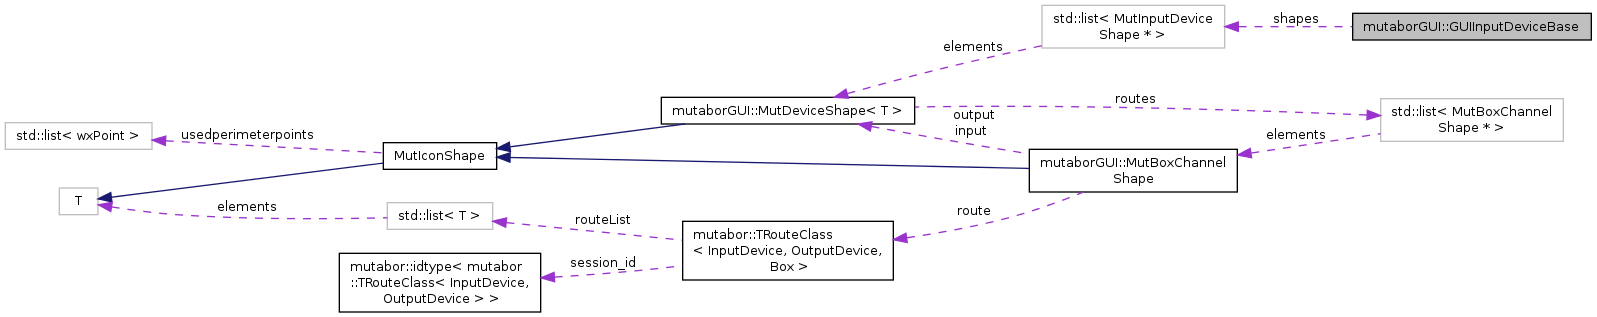 std::list< MutInputDevice
Shape * >
shapes
mutaborGUI::GUIInputDeviceBase
elements
mutaborGUI::MutDeviceShape< T >
routes
std::list< MutBoxChannel
Shape * >
output
input
elements
std::list< wxPoint >
usedperimeterpoints
MutIconShape
mutaborGUI::MutBoxChannel
Shape
T
elements
std::list< T >
routeList
route
mutabor::TRouteClass
< InputDevice, OutputDevice,
Box >
session_id
mutabor::idtype< mutabor
::TRouteClass< InputDevice,
OutputDevice > >